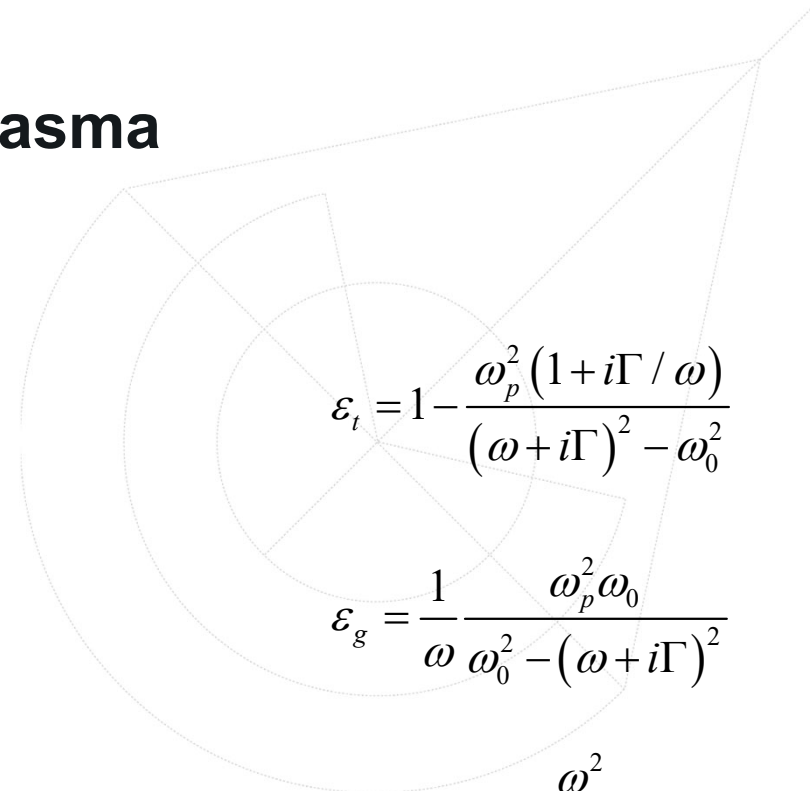 asma
ε_t = 1 − ω_p^2 (1 + iΓ / ω) / ((ω + iΓ)^2 − ω_0^2)
ε_g = (1 / ω) ω_p^2 ω_0 / (ω_0^2 − (ω + iΓ)^2)
ω^2